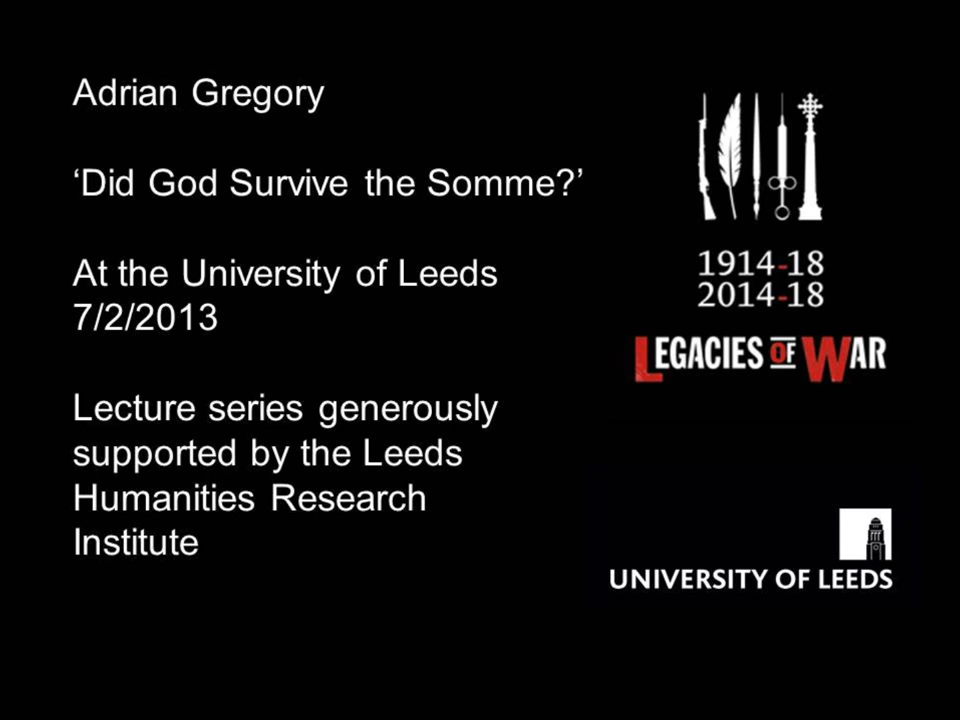 Adrian Gregory
‘Did God Survive the Somme?’
At the University of Leeds
7/2/2013
Lecture series generously
supported by the Leeds
Humanities Research
Institute
1914-18
2014-18
LEGACIES OF WAR
UNIVERSITY OF LEEDS